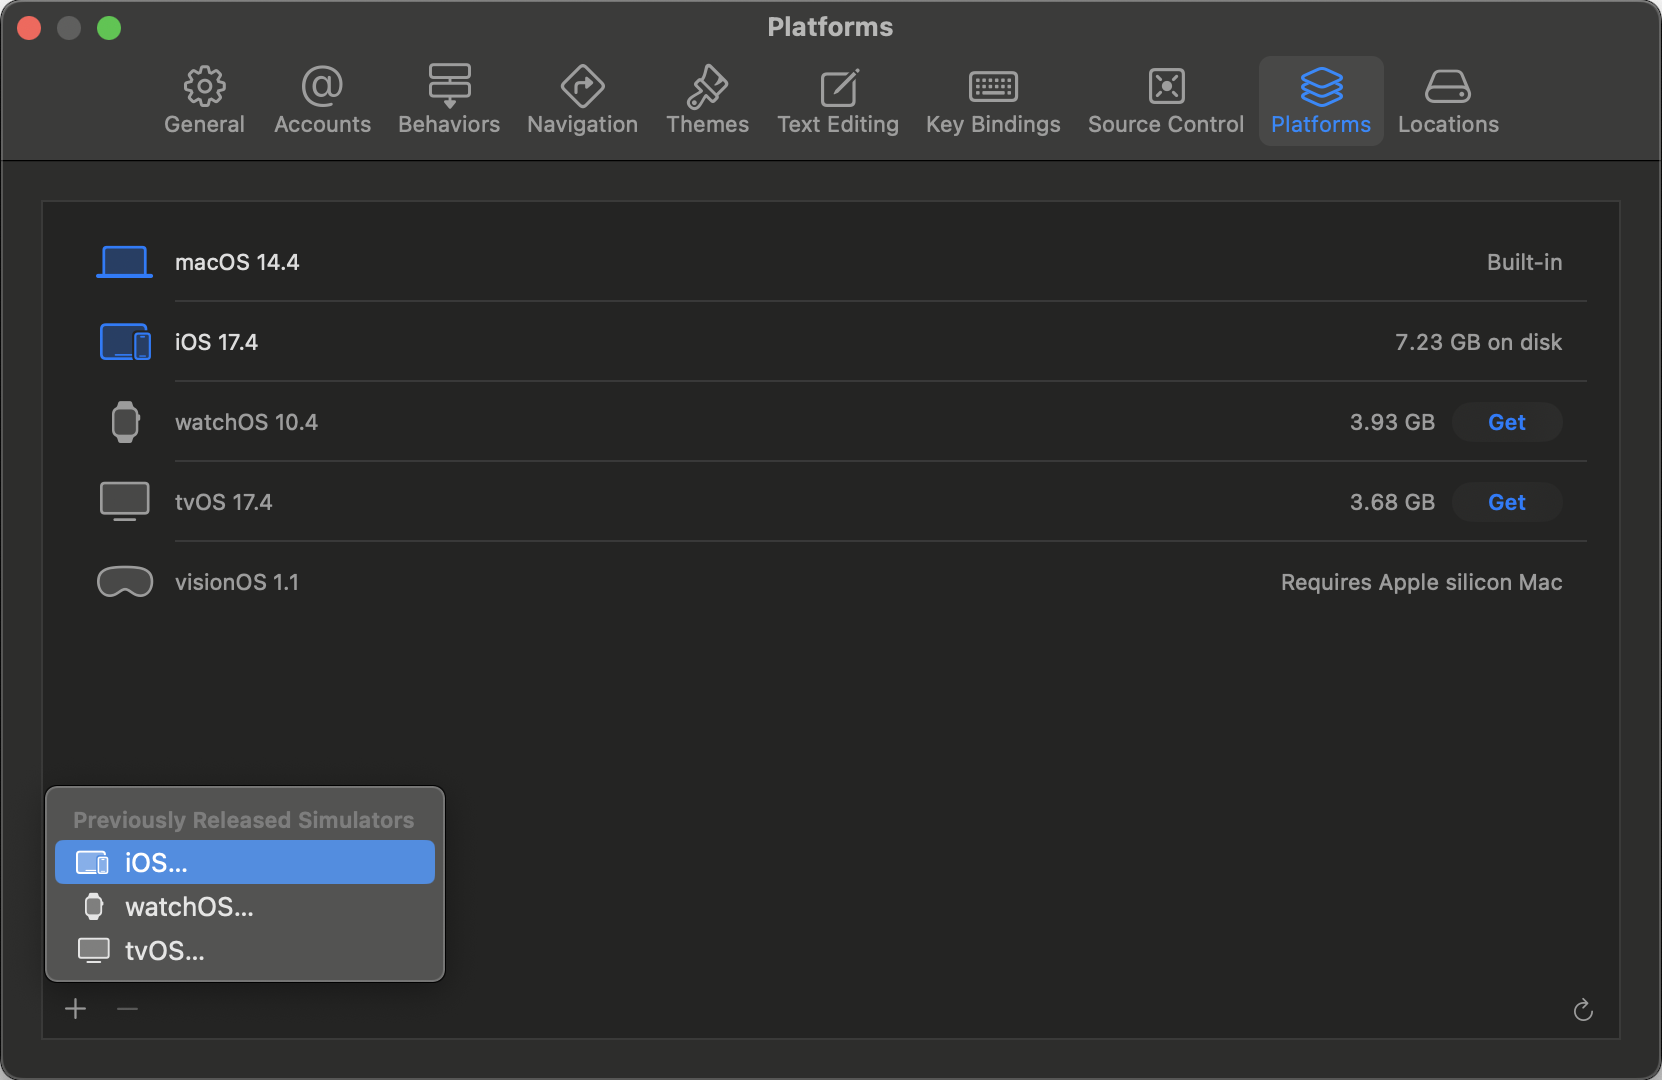 Platforms
General Accounts Behaviors Navigation Themes Text Editing Key Bindings Source Control Platforms Locations
macOS 14.4 Built-in
iOS 17.4 7.23 GB on disk
watchOS 10.4 3.93 GB Get
tvOS 17.4 3.68 GB Get
visionOS 1.1 Requires Apple silicon Mac
Previously Released Simulators
iOS...
watchOS...
tvOS...